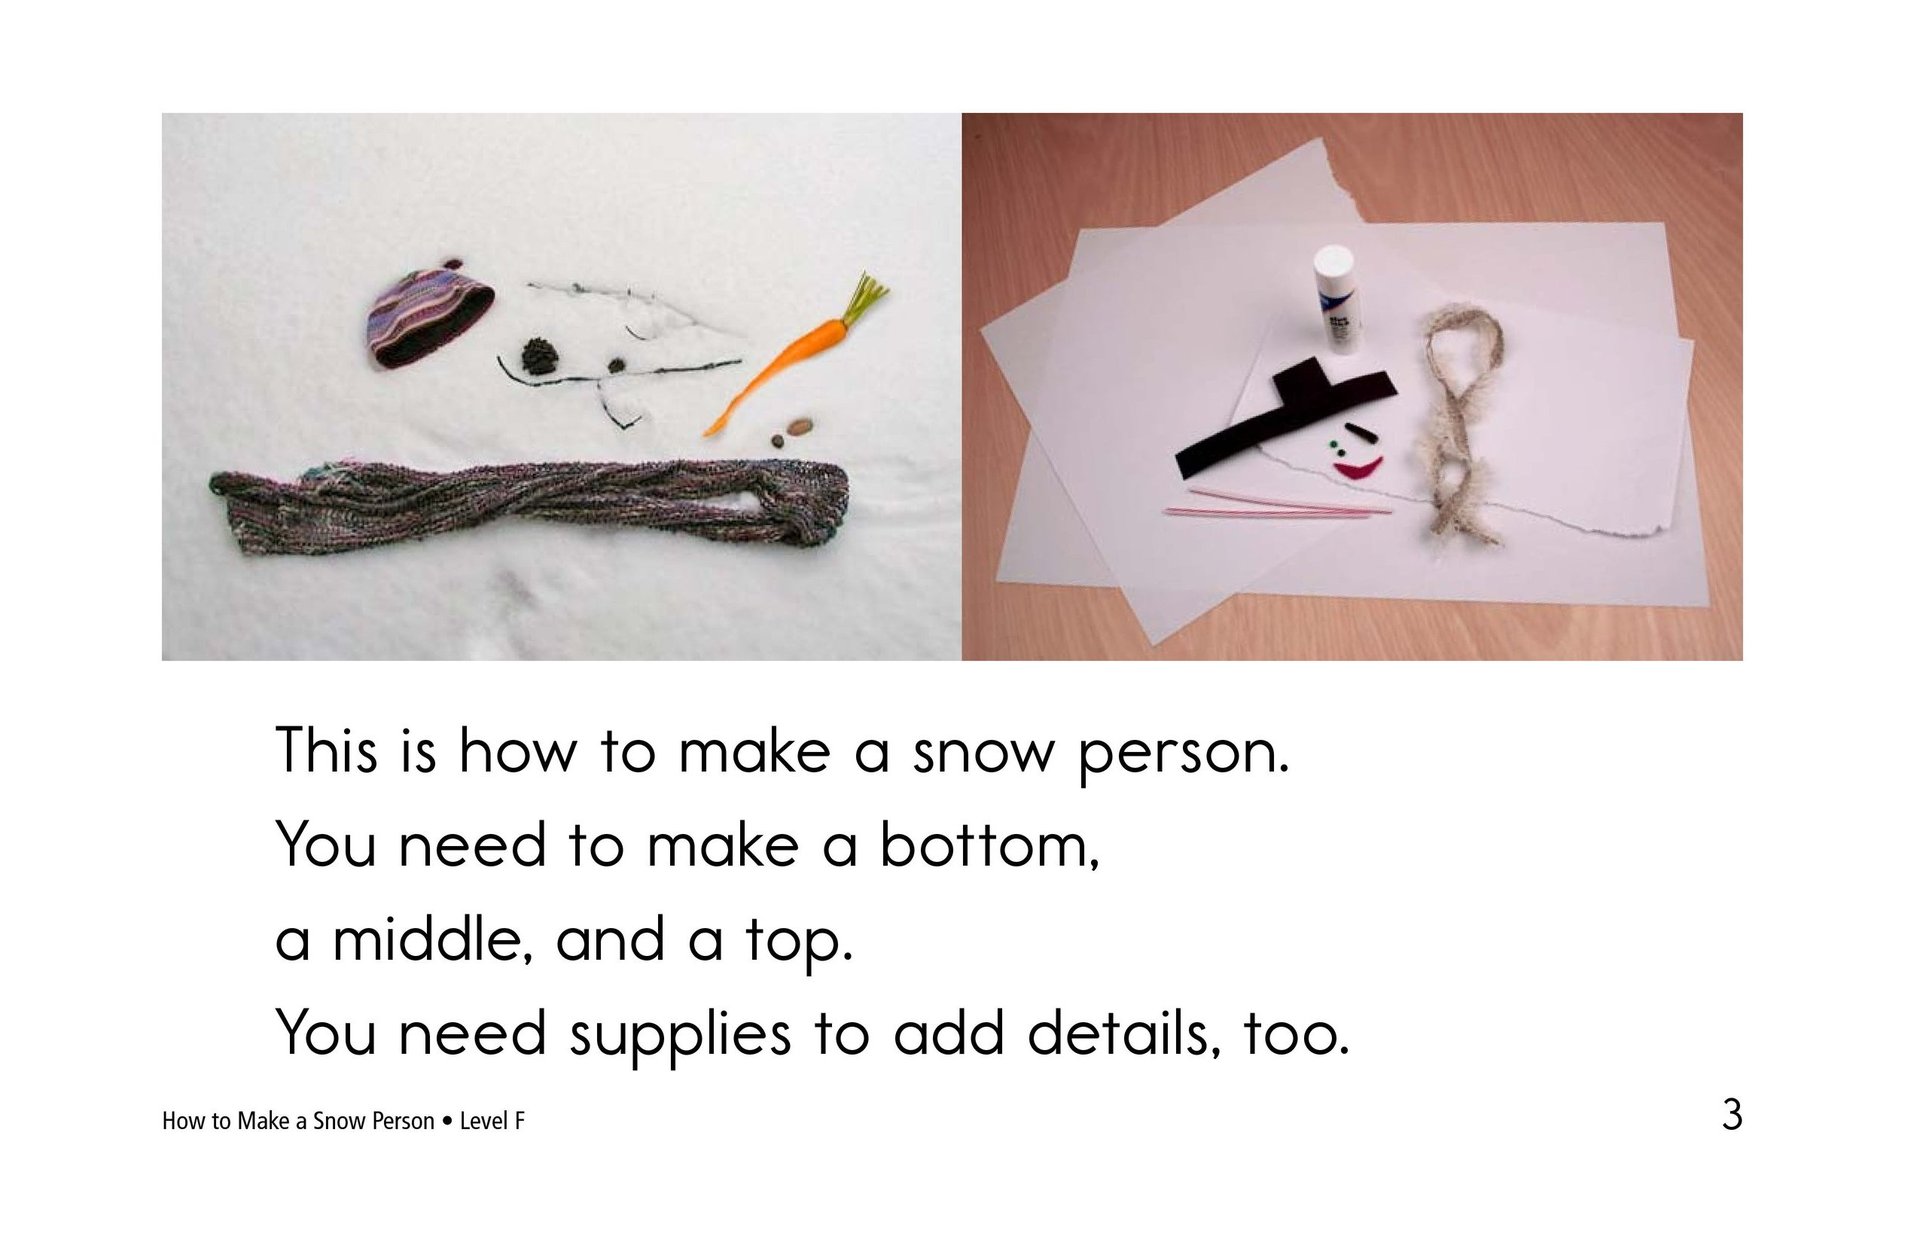 This is how to make a snow person.
You need to make a bottom,
a middle, and a top.
You need supplies to add details, too.
How to Make a Snow Person • Level F
3